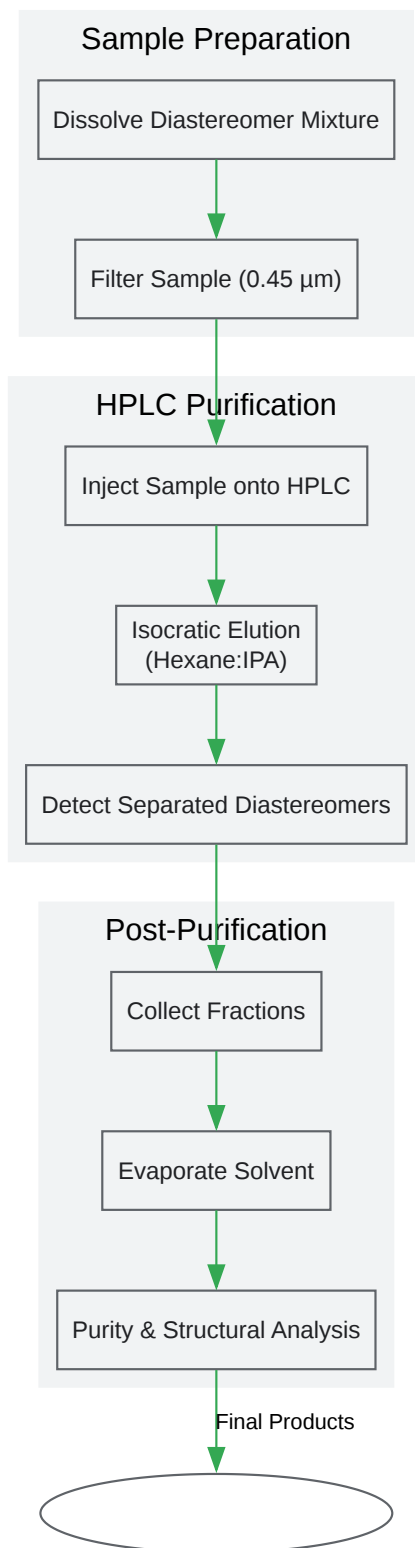 Sample Preparation
Dissolve Diastereomer Mixture
Filter Sample (0.45 µm)
HPLC Purification
Inject Sample onto HPLC
Isocratic Elution
(Hexane:IPA)
Detect Separated Diastereomers
Post-Purification
Collect Fractions
Evaporate Solvent
Purity & Structural Analysis
Final Products